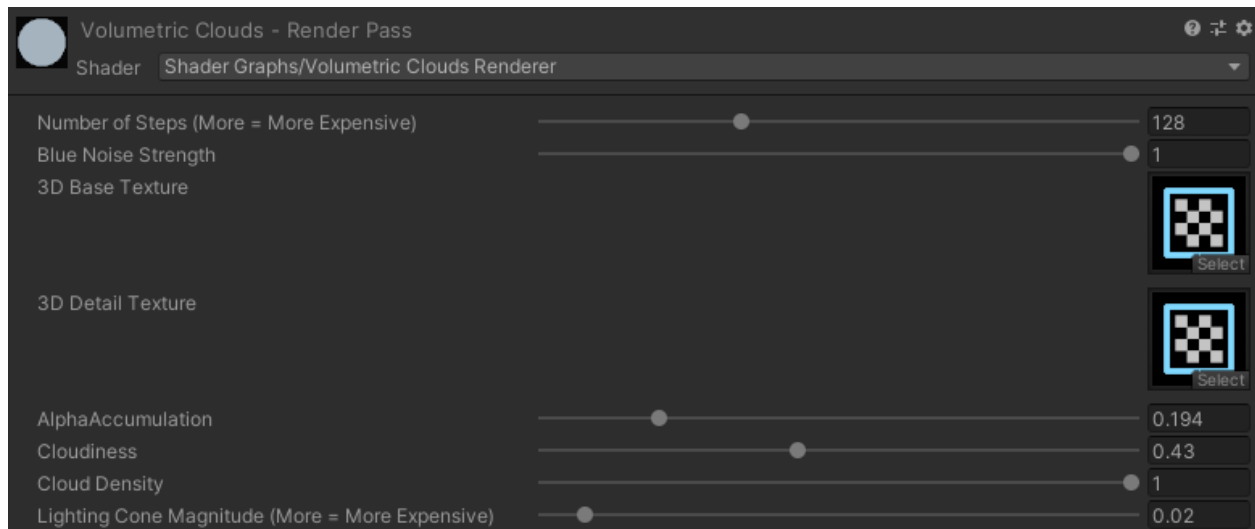 Volumetric Clouds - Render Pass
Shader Shader Graphs/Volumetric Clouds Renderer
Number of Steps (More = More Expensive) 128
Blue Noise Strength 1
3D Base Texture
Select
3D Detail Texture
Select
AlphaAccumulation 0.194
Cloudiness 0.43
Cloud Density 1
Lighting Cone Magnitude (More = More Expensive) 0.02